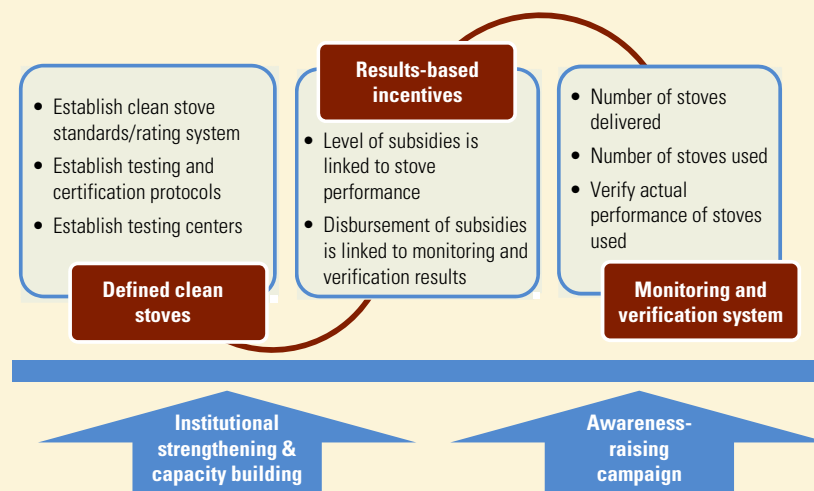 • Establish clean stove
standards/rating system
• Establish testing and
certification protocols
• Establish testing centers
Defined clean
stoves
Results-based
incentives
• Level of subsidies is
linked to stove
performance
• Disbursement of subsidies
is linked to monitoring and
verification results
• Number of stoves
delivered
• Number of stoves used
• Verify actual
performance of stoves
used
Monitoring and
verification system
Institutional
strengthening &
capacity building
Awareness-
raising
campaign